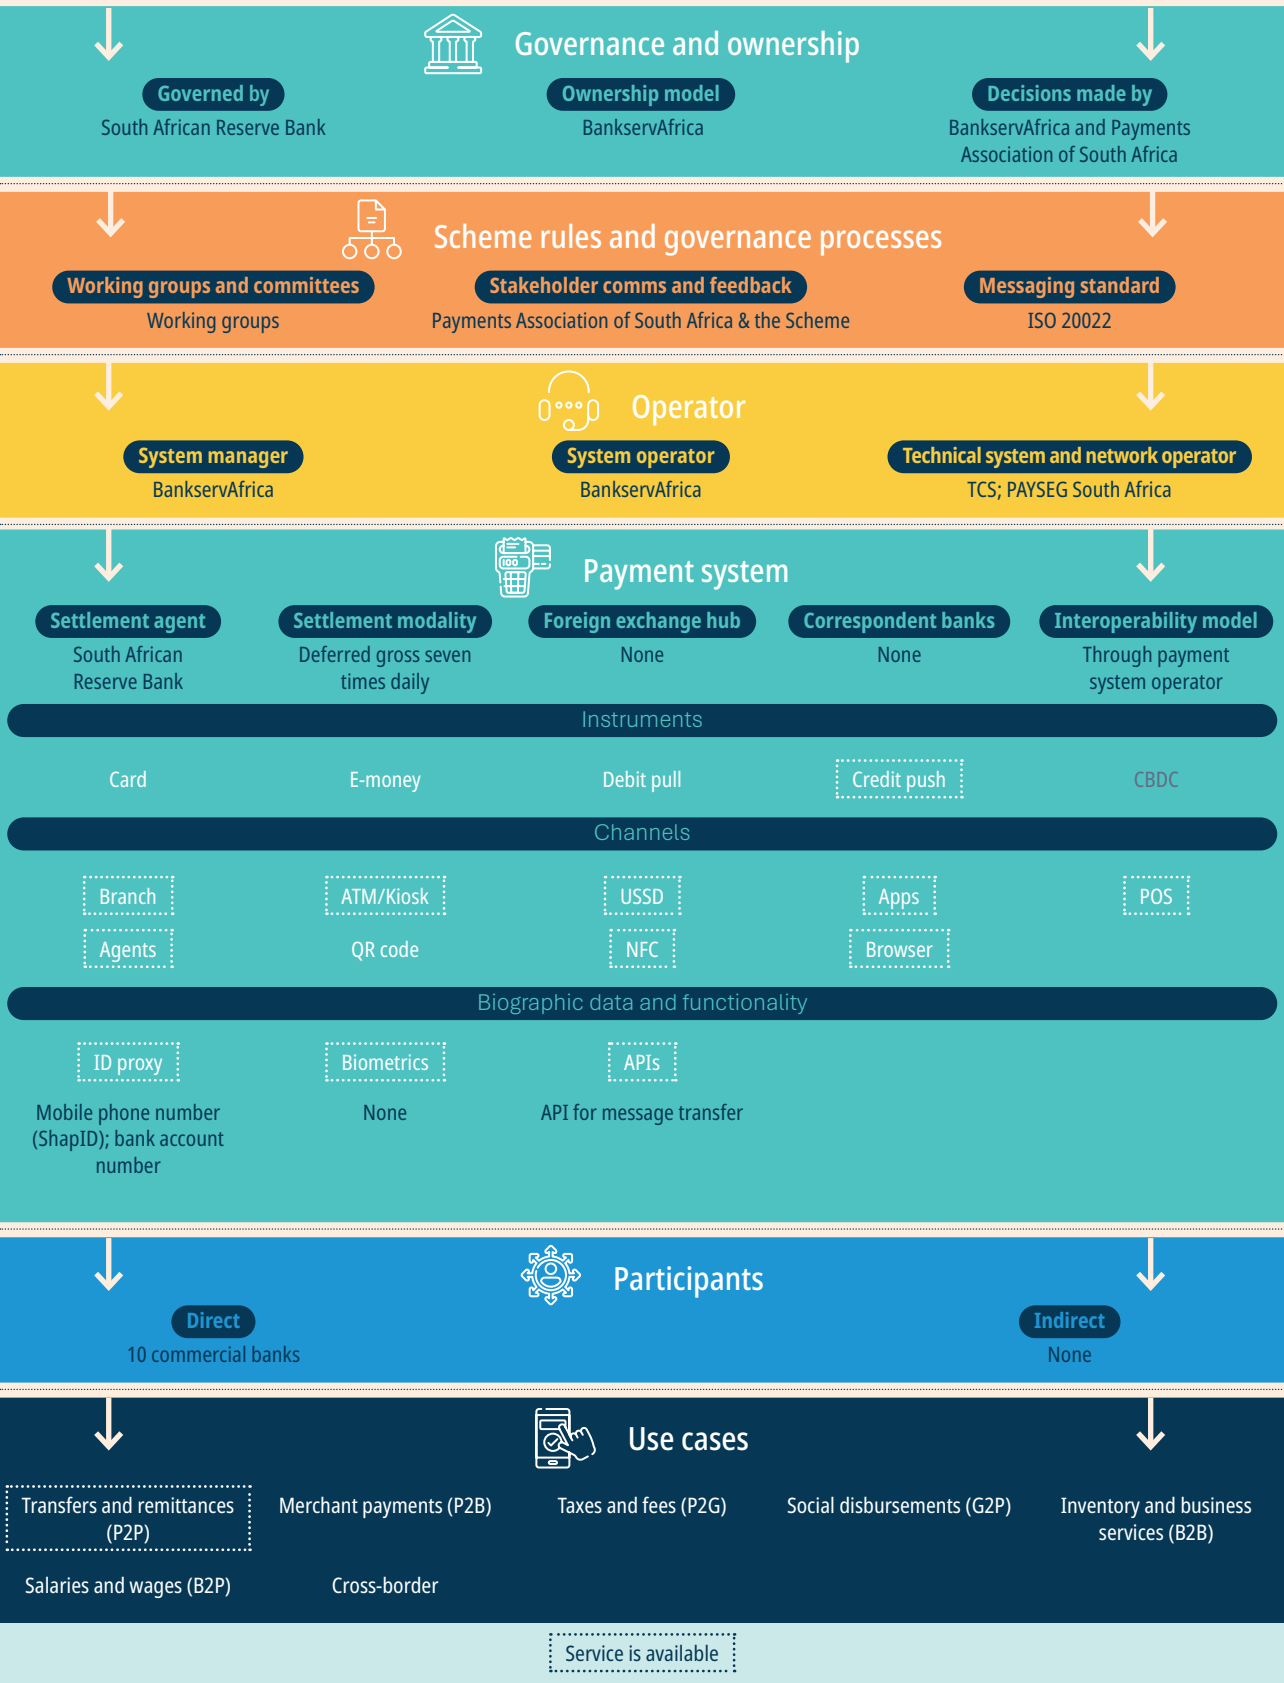 Governance and ownership
Governed by
South African Reserve Bank
Ownership model
BankservAfrica
Decisions made by
BankservAfrica and Payments
Association of South Africa
Scheme rules and governance processes
Working groups and committees
Working groups
Stakeholder comms and feedback
Payments Association of South Africa & the Scheme
Messaging standard
ISO 20022
Operator
System manager
BankservAfrica
System operator
BankservAfrica
Technical system and network operator
TCS; PAYSEG South Africa
Payment system
Settlement agent
South African
Reserve Bank
Settlement modality
Deferred gross seven
times daily
Foreign exchange hub
None
Correspondent banks
None
Interoperability model
Through payment
system operator
Instruments
Card
E-money
Debit pull
Credit push
CBDC
Channels
Branch
ATM/Kiosk
USSD
Apps
POS
Agents
QR code
NFC
Browser
Biographic data and functionality
ID proxy
Mobile phone number
(ShapID); bank account
number
Biometrics
None
APIs
API for message transfer
Participants
Direct
10 commercial banks
Indirect
None
Use cases
Transfers and remittances
(P2P)
Merchant payments (P2B)
Taxes and fees (P2G)
Social disbursements (G2P)
Inventory and business
services (B2B)
Salaries and wages (B2P)
Cross-border
Service is available